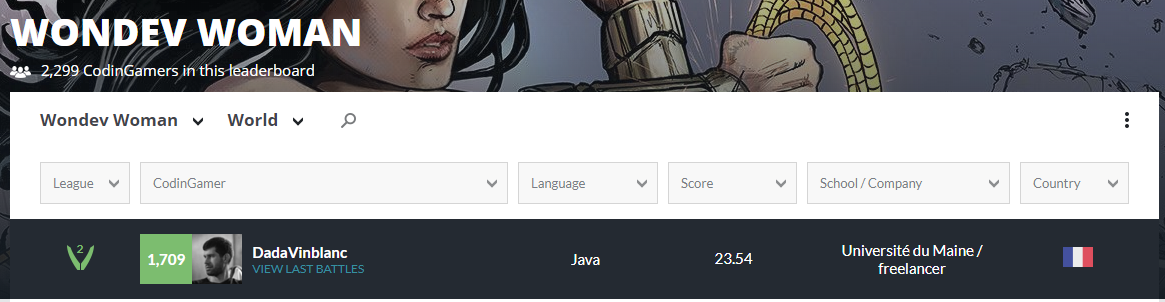 WONDEV WOMAN
2,299 CodinGamers in this leaderboard
Wondev Woman World
League CodinGamer Language Score School / Company Country
2 1,709 DadaVinblanc Java 23.54 Université du Maine /
VIEW LAST BATTLES freelancer